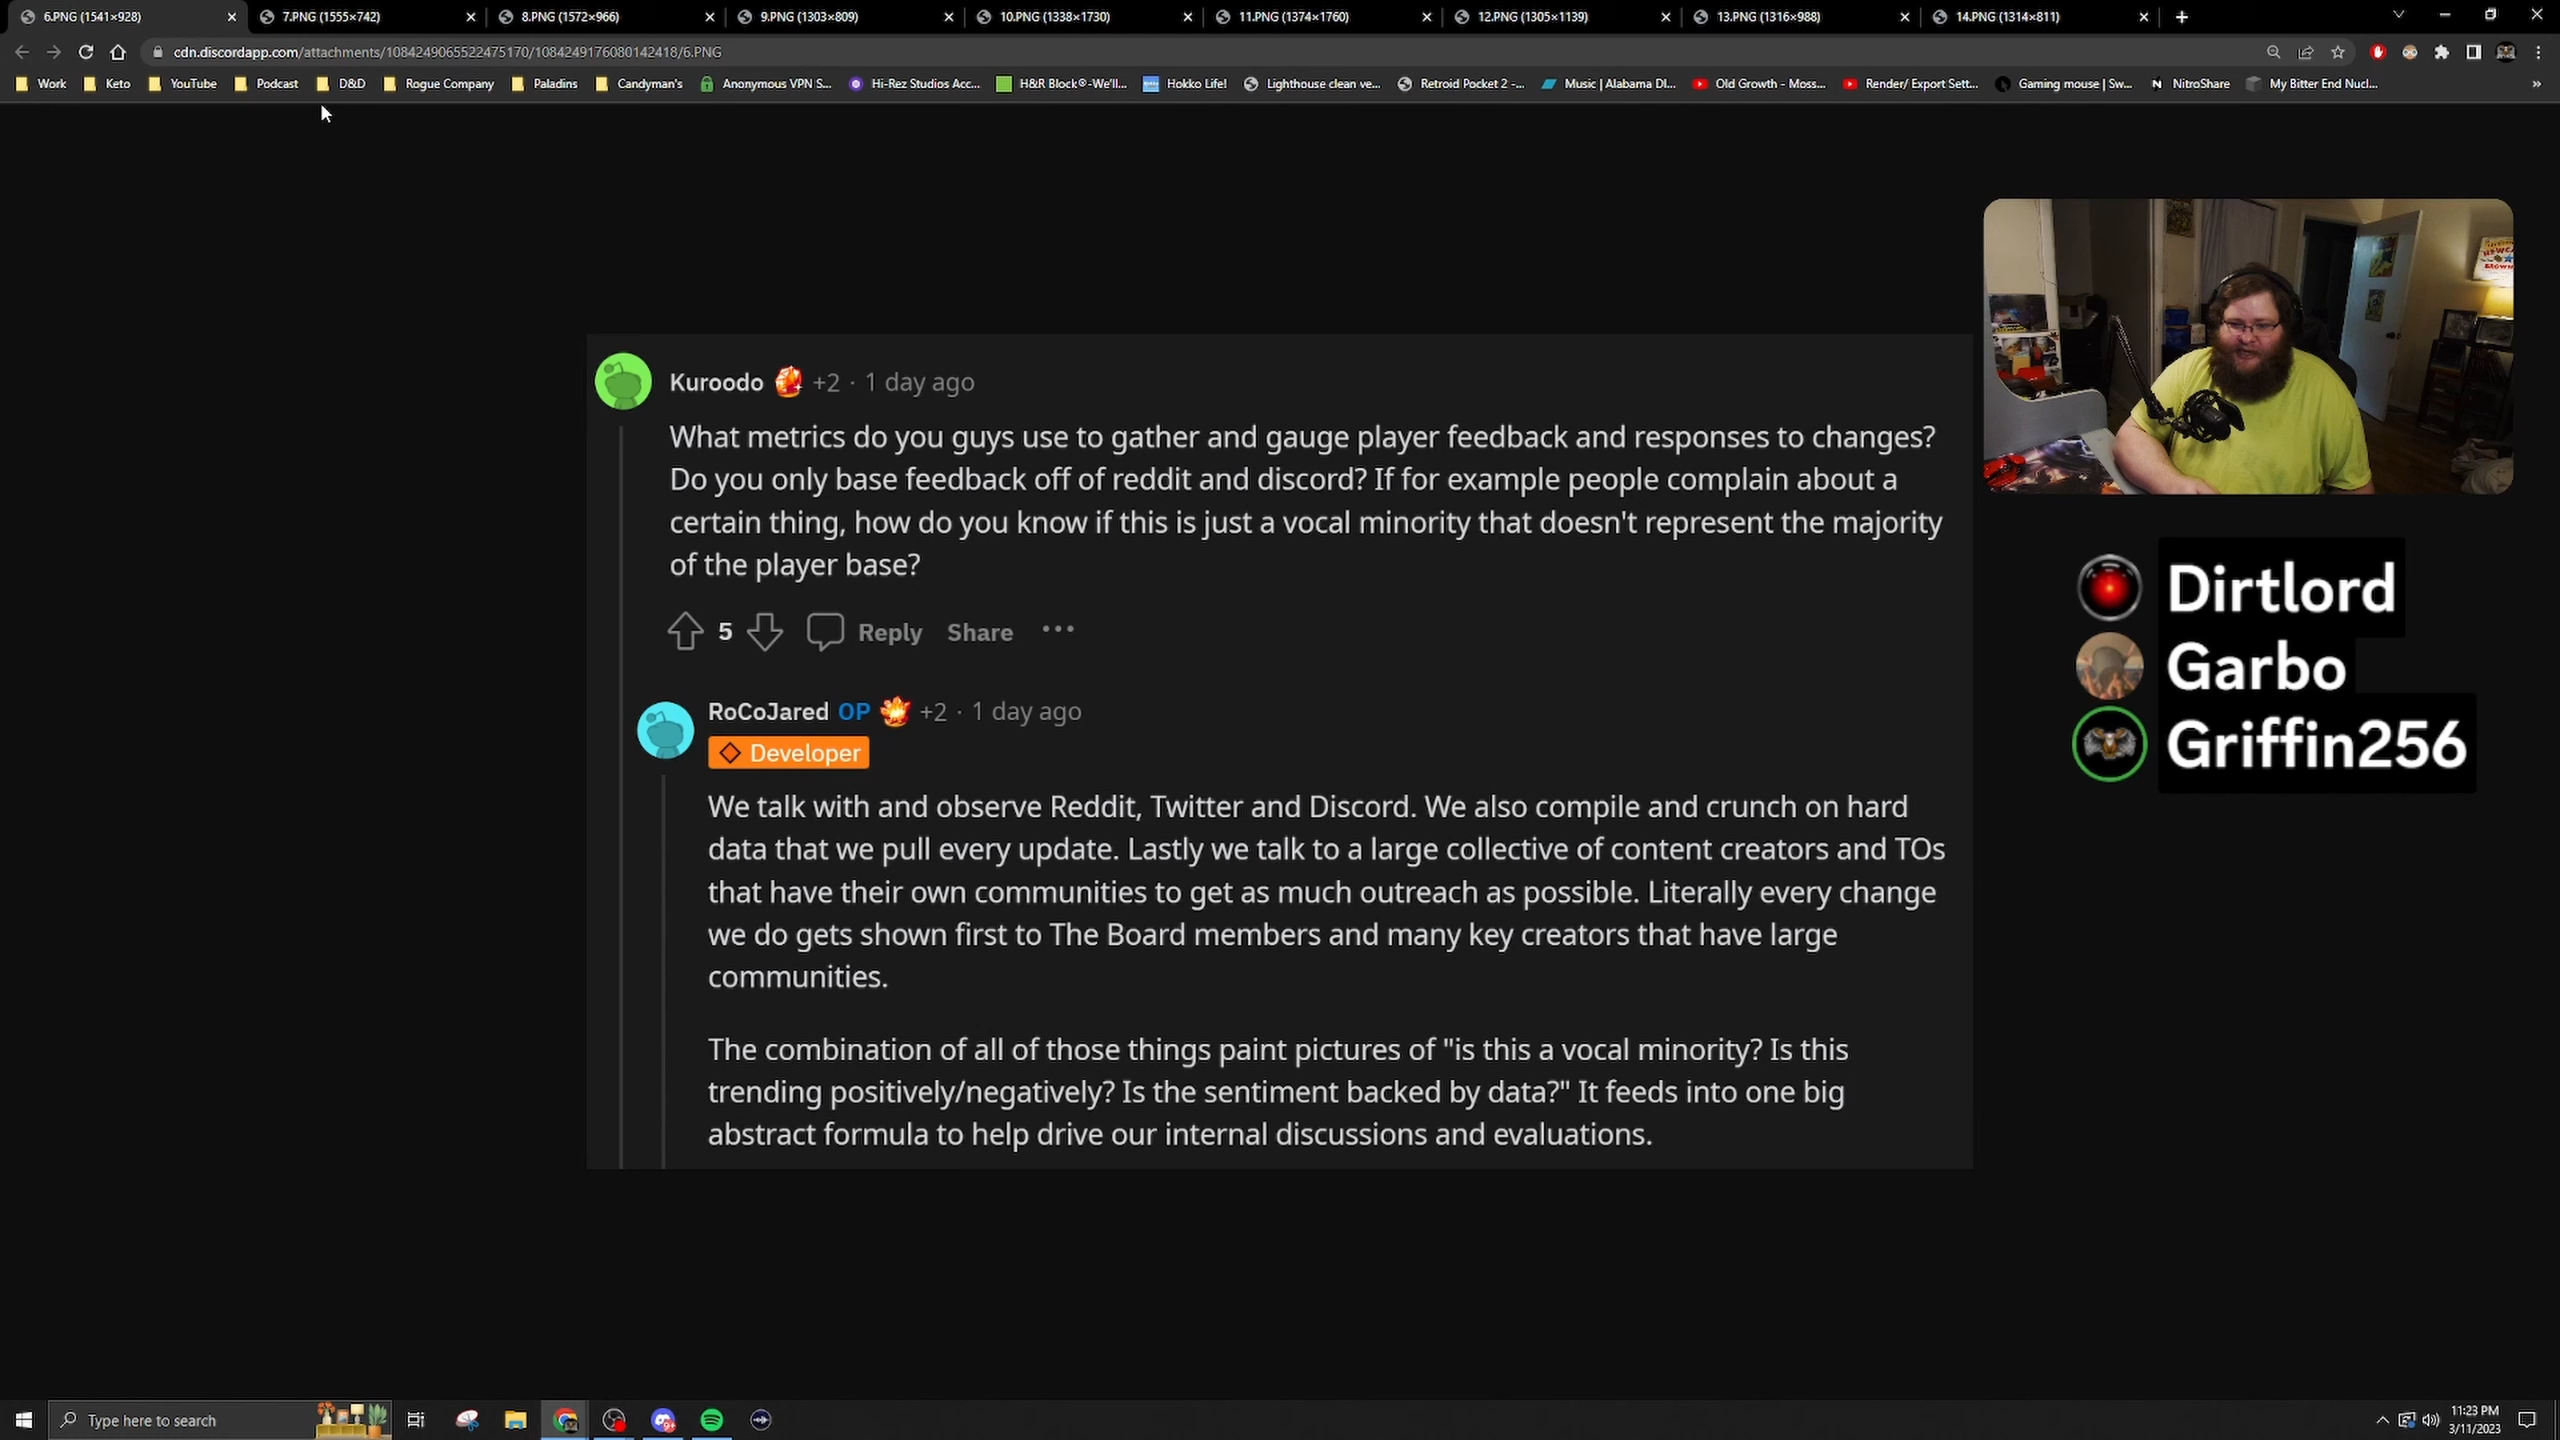 6.PNG (1541×928)
7.PNG (1555×742)
8.PNG (1572×966)
9.PNG (1303×809)
10.PNG (1338×1730)
11.PNG (1374×1760)
12.PNG (1305×1139)
13.PNG (1316×988)
14.PNG (1314×811)
cdn.discordapp.com/attachments/1084249065522475170/1084249176080142418/6.PNG
Work
Keto
YouTube
Podcast
D&D
Rogue Company
Paladins
Candyman's
Anonymous VPN S...
Hi-Rez Studios Acc...
H&R Block®-We'll...
Hokko Life!
Lighthouse clean ve...
Retroid Pocket 2 -...
Music | Alabama DI...
Old Growth - Moss...
Render/ Export Sett...
Gaming mouse | Sw...
NitroShare
My Bitter End Nucl...
Kuroodo +2 · 1 day ago
What metrics do you guys use to gather and gauge player feedback and responses to changes?
Do you only base feedback off of reddit and discord? If for example people complain about a
certain thing, how do you know if this is just a vocal minority that doesn't represent the majority
of the player base?
5 Reply Share ···
RoCoJared OP +2 · 1 day ago
Developer
We talk with and observe Reddit, Twitter and Discord. We also compile and crunch on hard
data that we pull every update. Lastly we talk to a large collective of content creators and TOs
that have their own communities to get as much outreach as possible. Literally every change
we do gets shown first to The Board members and many key creators that have large
communities.
The combination of all of those things paint pictures of "is this a vocal minority? Is this
trending positively/negatively? Is the sentiment backed by data?" It feeds into one big
abstract formula to help drive our internal discussions and evaluations.
Dirtlord
Garbo
Griffin256
Type here to search
11:23 PM
3/11/2023